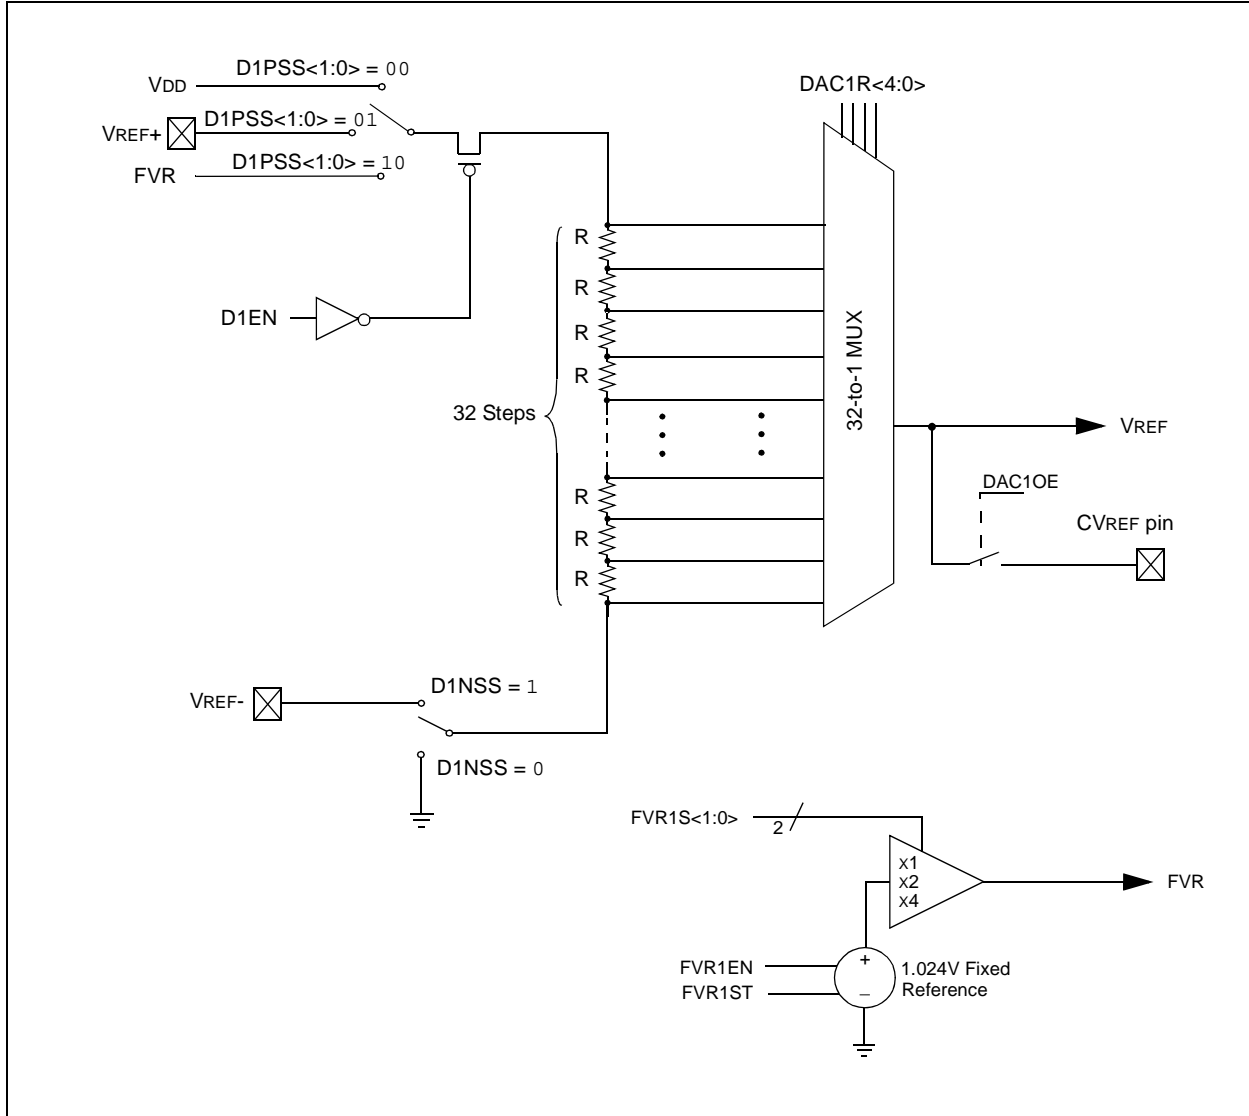 D1PSS<1:0> = 00
VDD
DAC1R<4:0>
D1PSS<1:0> = 01
VREF+
D1PSS<1:0> = 10
FVR
R
R
D1EN
R
R
32 Steps
32-to-1 MUX
VREF
R
DAC1OE
CVREF pin
R
R
D1NSS = 1
VREF-
D1NSS = 0
FVR1S<1:0>
2
x1
x2
x4
FVR
+
FVR1EN
1.024V Fixed
Reference
FVR1ST
–